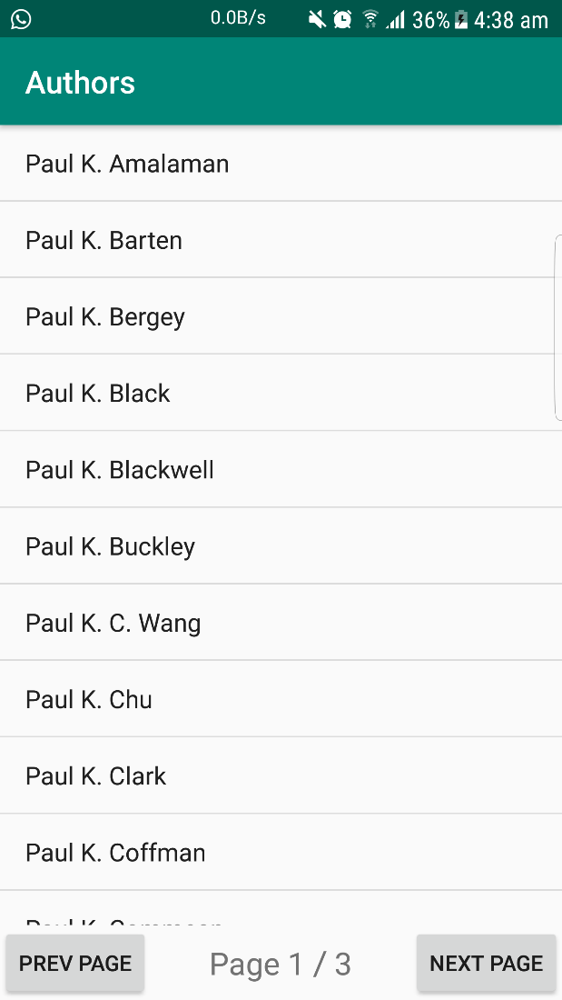 0.0B/s 36% 4:38 am
Authors
Paul K. Amalaman
Paul K. Barten
Paul K. Bergey
Paul K. Black
Paul K. Blackwell
Paul K. Buckley
Paul K. C. Wang
Paul K. Chu
Paul K. Clark
Paul K. Coffman
Paul K.
PREV PAGE Page 1 / 3 NEXT PAGE